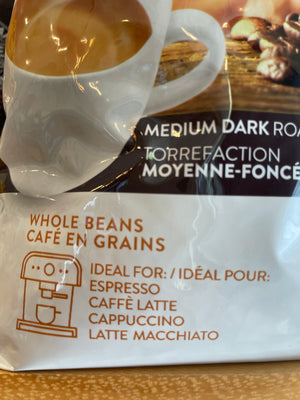 MEDIUM DARK ROA
TORREFACTION
MOYENNE-FONCÉ
WHOLE BEANS
CAFÉ EN GRAINS
IDEAL FOR: / IDÉAL POUR:
ESPRESSO
CAFFÈ LATTE
CAPPUCCINO
LATTE MACCHIATO